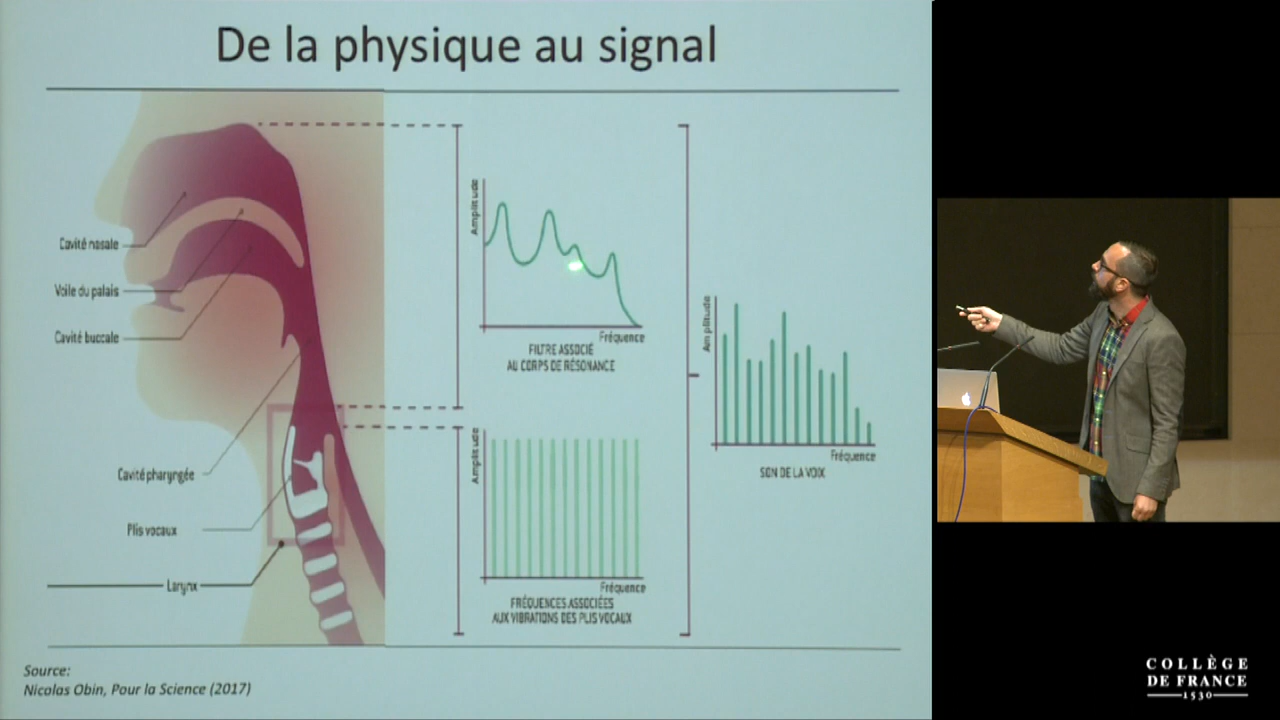 De la physique au signal
Cavité nasale
Voile du palais
Cavité buccale
Cavité pharyngée
Plis vocaux
Larynx
Amplitude
Fréquence
FILTRE ASSOCIÉ
AU CORPS DE RÉSONANCE
Amplitude
Fréquence
FRÉQUENCES ASSOCIÉES
AUX VIBRATIONS DES PLIS VOCAUX
Amplitude
Fréquence
SON DE LA VOIX
Source:
Nicolas Obin, Pour la Science (2017)
COLLÈGE
DE FRANCE
1530